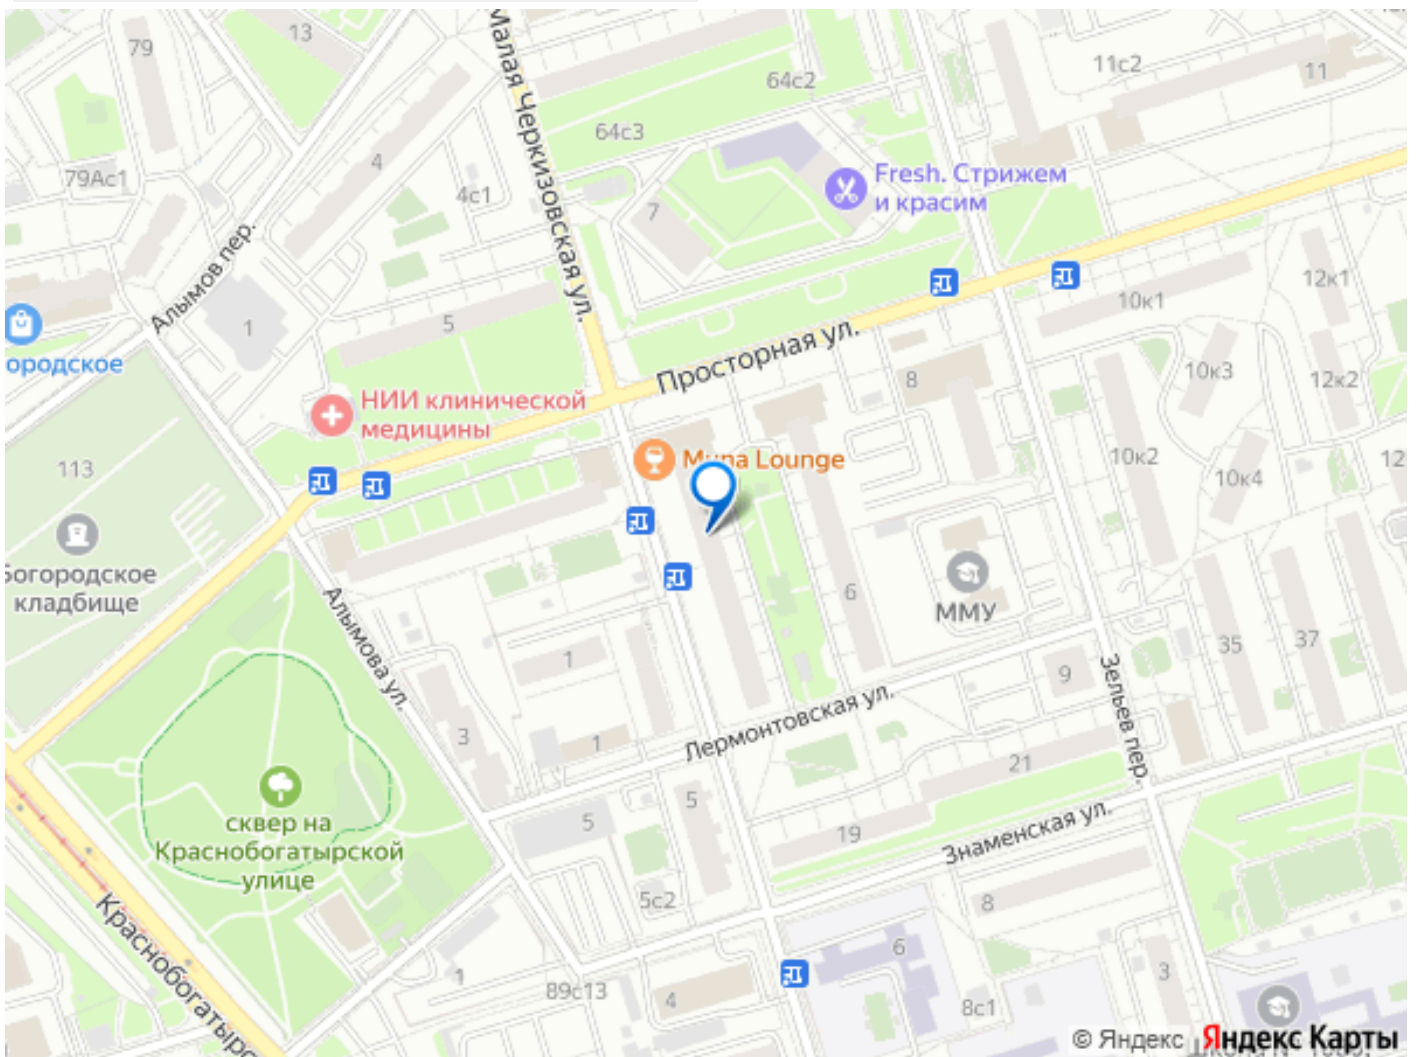 79
13
Малая Черкизовская ул.
64с2
11с2
11
64с3
4
79Ас1
4с1
7
Fresh. Стрижем
и красим
Алымов пер.
12к1
10к1
1
5
Просторная ул.
ородское
НИИ клинической
медицины
8
10к3
12к2
113
Muna Lounge
10к2
10к4
12
Богородское
кладбище
ММУ
6
Алымова ул.
1
35
37
9
Зельев пер.
3
1
Лермонтовская ул.
21
5
5
19
Знаменская ул.
сквер на
Краснобогатырской
улице
5с2
8
6
Краснобогатырс
1
89с13
4
8с1
3
© Яндекс Яндекс Карты